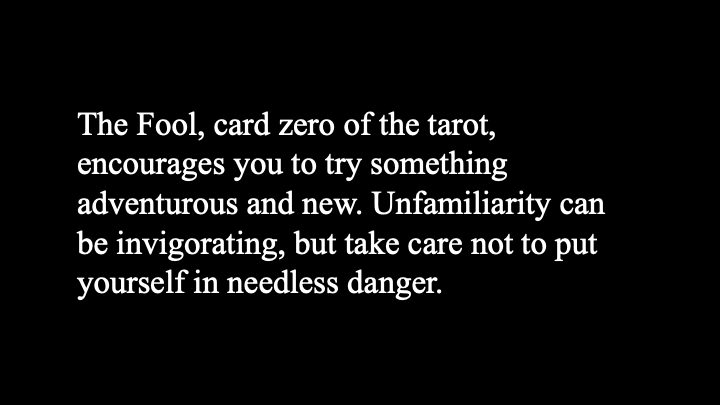 The Fool, card zero of the tarot,
encourages you to try something
adventurous and new. Unfamiliarity can
be invigorating, but take care not to put
yourself in needless danger.